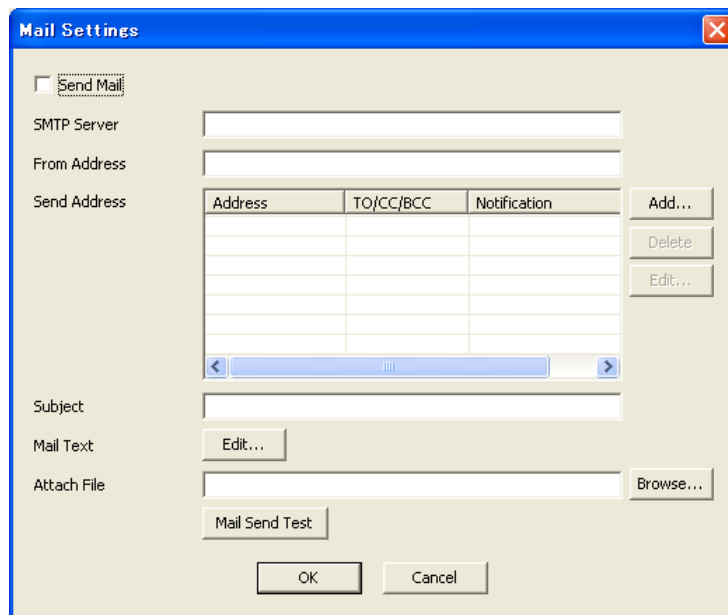 Mail Settings
Send Mail
SMTP Server
From Address
Send Address
Address TO/CC/BCC Notification
Add...
Delete
Edit...
Subject
Mail Text Edit...
Attach File Browse...
Mail Send Test
OK Cancel